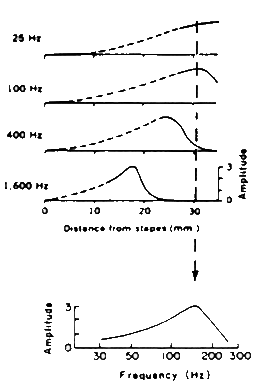 25 Hz
100 Hz
400 Hz
1,600 Hz
3
0
Amplitude
0 10 20 30
Distance from stapes (mm)
3
0
Amplitude
30 50 100 200 300
Frequency (Hz)